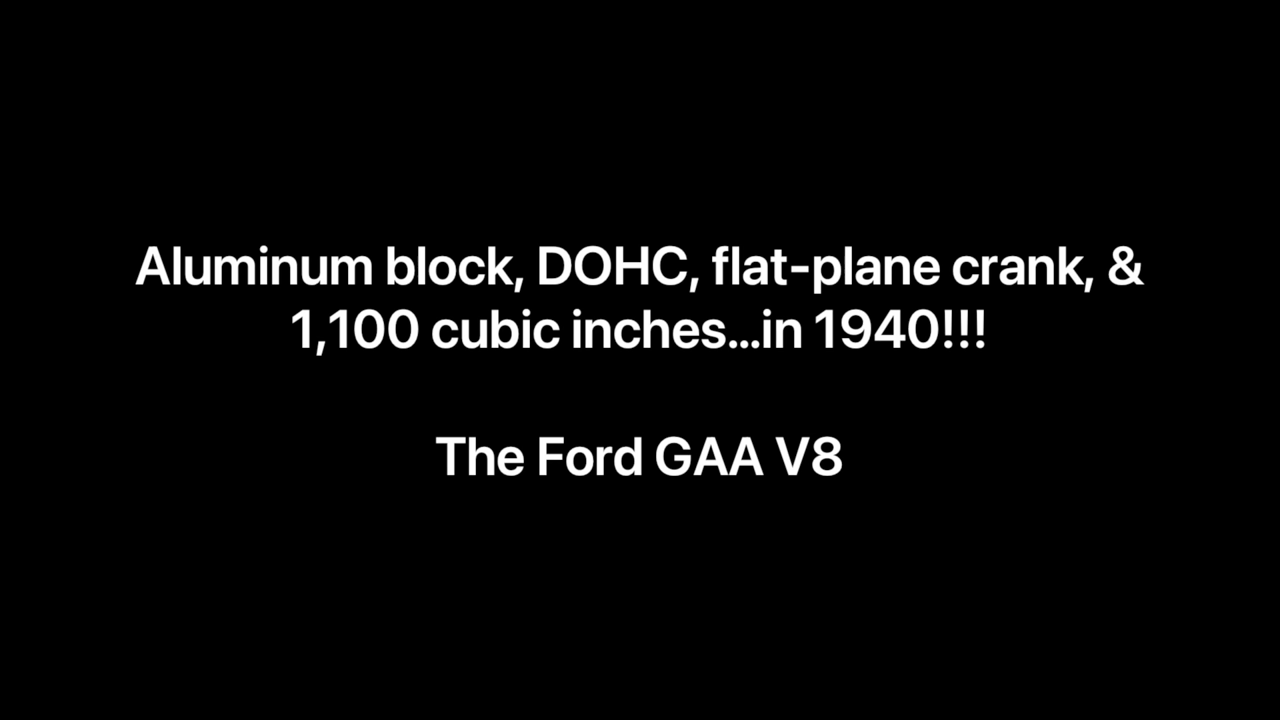 Aluminum block, DOHC, flat-plane crank, &
1,100 cubic inches...in 1940!!!
The Ford GAA V8